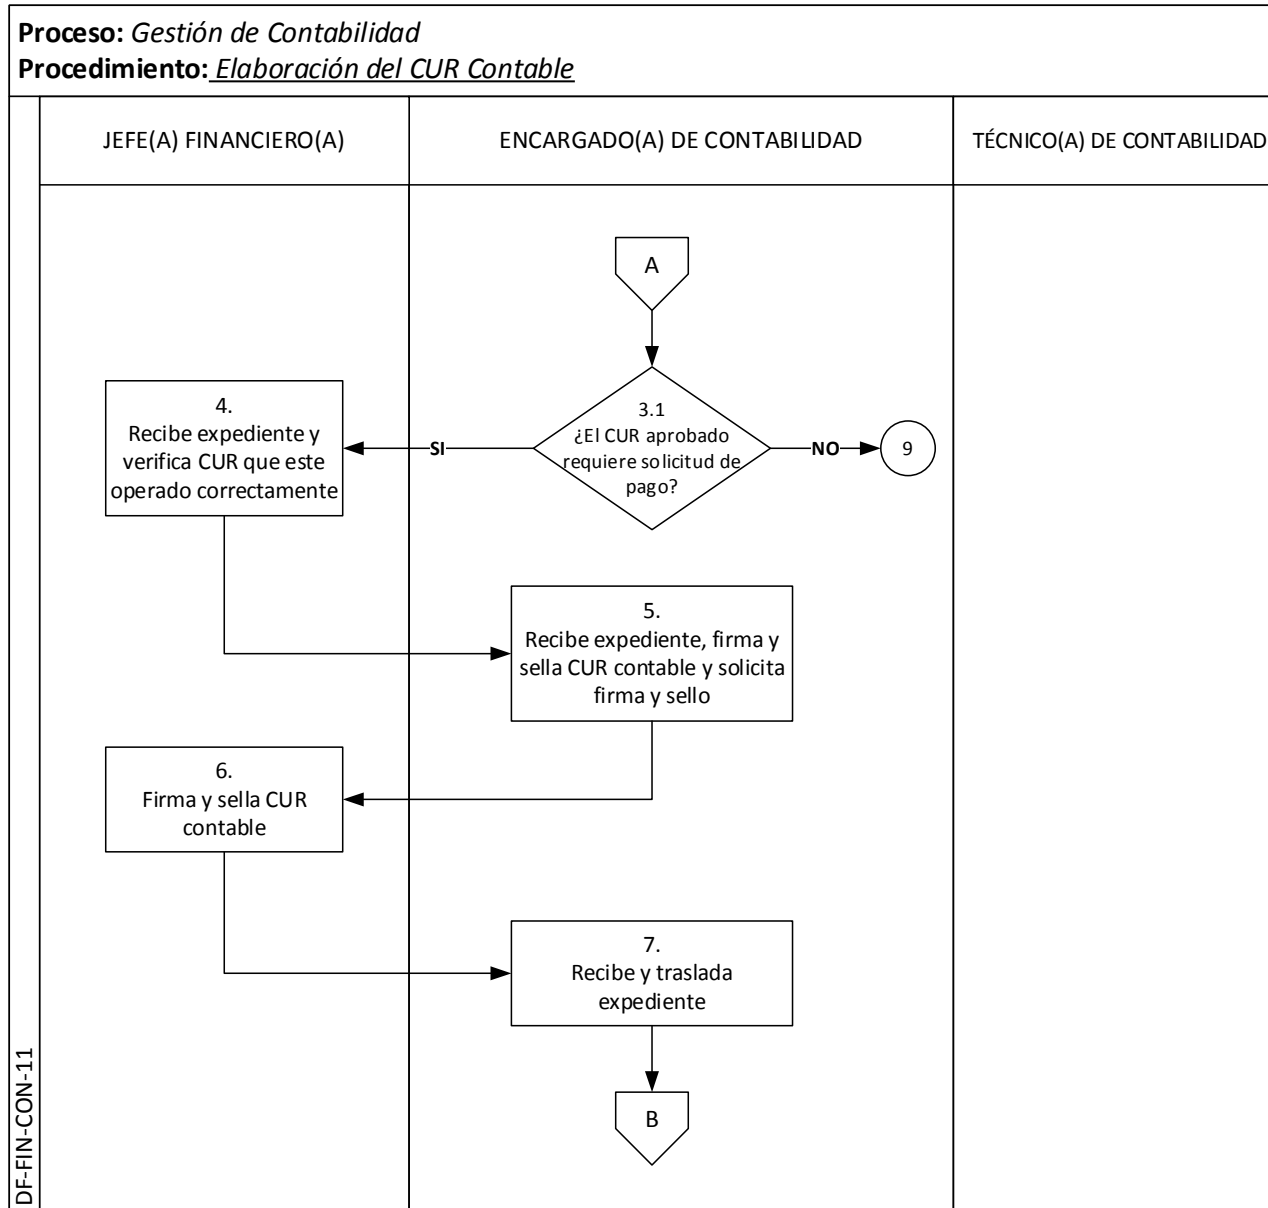 Proceso: Gestión de Contabilidad
Procedimiento: Elaboración del CUR Contable
JEFE(A) FINANCIERO(A)
ENCARGADO(A) DE CONTABILIDAD
TÉCNICO(A) DE CONTABILIDAD
A
3.1
¿El CUR aprobado
requiere solicitud de
pago?
SI
NO
9
4.
Recibe expediente y
verifica CUR que este
operado correctamente
5.
Recibe expediente, firma y
sella CUR contable y solicita
firma y sello
6.
Firma y sella CUR
contable
7.
Recibe y traslada
expediente
B
DF-FIN-CON-11